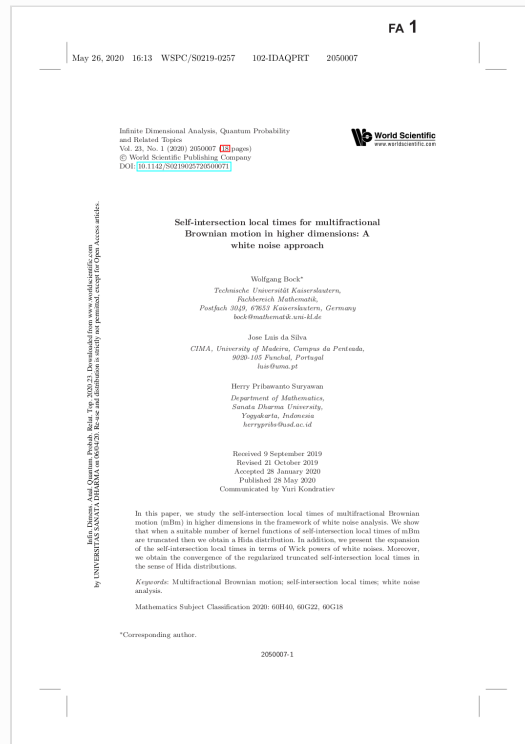 FA 1
May 26, 2020 16:13 WSPC/S0219-0257 102-IDAQPRT 2050007
Infinite Dimensional Analysis, Quantum Probability
and Related Topics
Vol. 23, No. 1 (2020) 2050007 (18 pages)
© World Scientific Publishing Company
DOI: 10.1142/S0219025720500071
World Scientific
www.worldscientific.com
Self-intersection local times for multifractional
Brownian motion in higher dimensions: A
white noise approach
Wolfgang Bock*
Technische Universität Kaiserslautern,
Fachbereich Mathematik,
Postfach 3049, 67653 Kaiserslautern, Germany
bock@mathematik.uni-kl.de
Jose Luis da Silva
CIMA, University of Madeira, Campus da Penteada,
9020-105 Funchal, Portugal
luis@uma.pt
Herry Pribawanto Suryawan
Department of Mathematics,
Sanata Dharma University,
Yogyakarta, Indonesia
herrypribs@usd.ac.id
Received 9 September 2019
Revised 21 October 2019
Accepted 28 January 2020
Published 28 May 2020
Communicated by Yuri Kondratiev
In this paper, we study the self-intersection local times of multifractional Brownian
motion (mBm) in higher dimensions in the framework of white noise analysis. We show
that when a suitable number of kernel functions of self-intersection local times of mBm
are truncated then we obtain a Hida distribution. In addition, we present the expansion
of the self-intersection local times in terms of Wick powers of white noises. Moreover,
we obtain the convergence of the regularized truncated self-intersection local times in
the sense of Hida distributions.
Keywords: Multifractional Brownian motion; self-intersection local times; white noise
analysis.
Mathematics Subject Classification 2020: 60H40, 60G22, 60G18
*Corresponding author.
2050007-1
Infin. Dimens. Anal. Quantum. Probab. Relat. Top. 2020.23. Downloaded from www.worldscientific.com
by UNIVERSITAS SANATA DHARMA on 06/04/20. Re-use and distribution is strictly not permitted, except for Open Access articles.